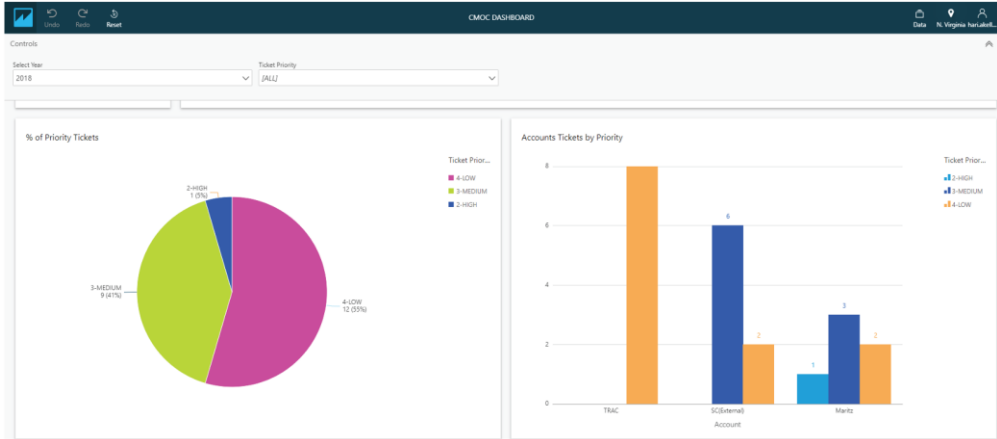 Undo
Redo
Reset
CMOC DASHBOARD
Data
N. Virginia
hari.akell...
Controls
Select Year
2018
Ticket Priority
[ALL]
% of Priority Tickets
Ticket Prior...
4-LOW
3-MEDIUM
2-HIGH
2-HIGH
1 (5%)
3-MEDIUM
9 (41%)
4-LOW
12 (55%)
Accounts Tickets by Priority
Ticket Prior...
2-HIGH
3-MEDIUM
4-LOW
8
6
4
2
0
6
2
1
3
2
TRAC
SC(External)
Maritz
Account